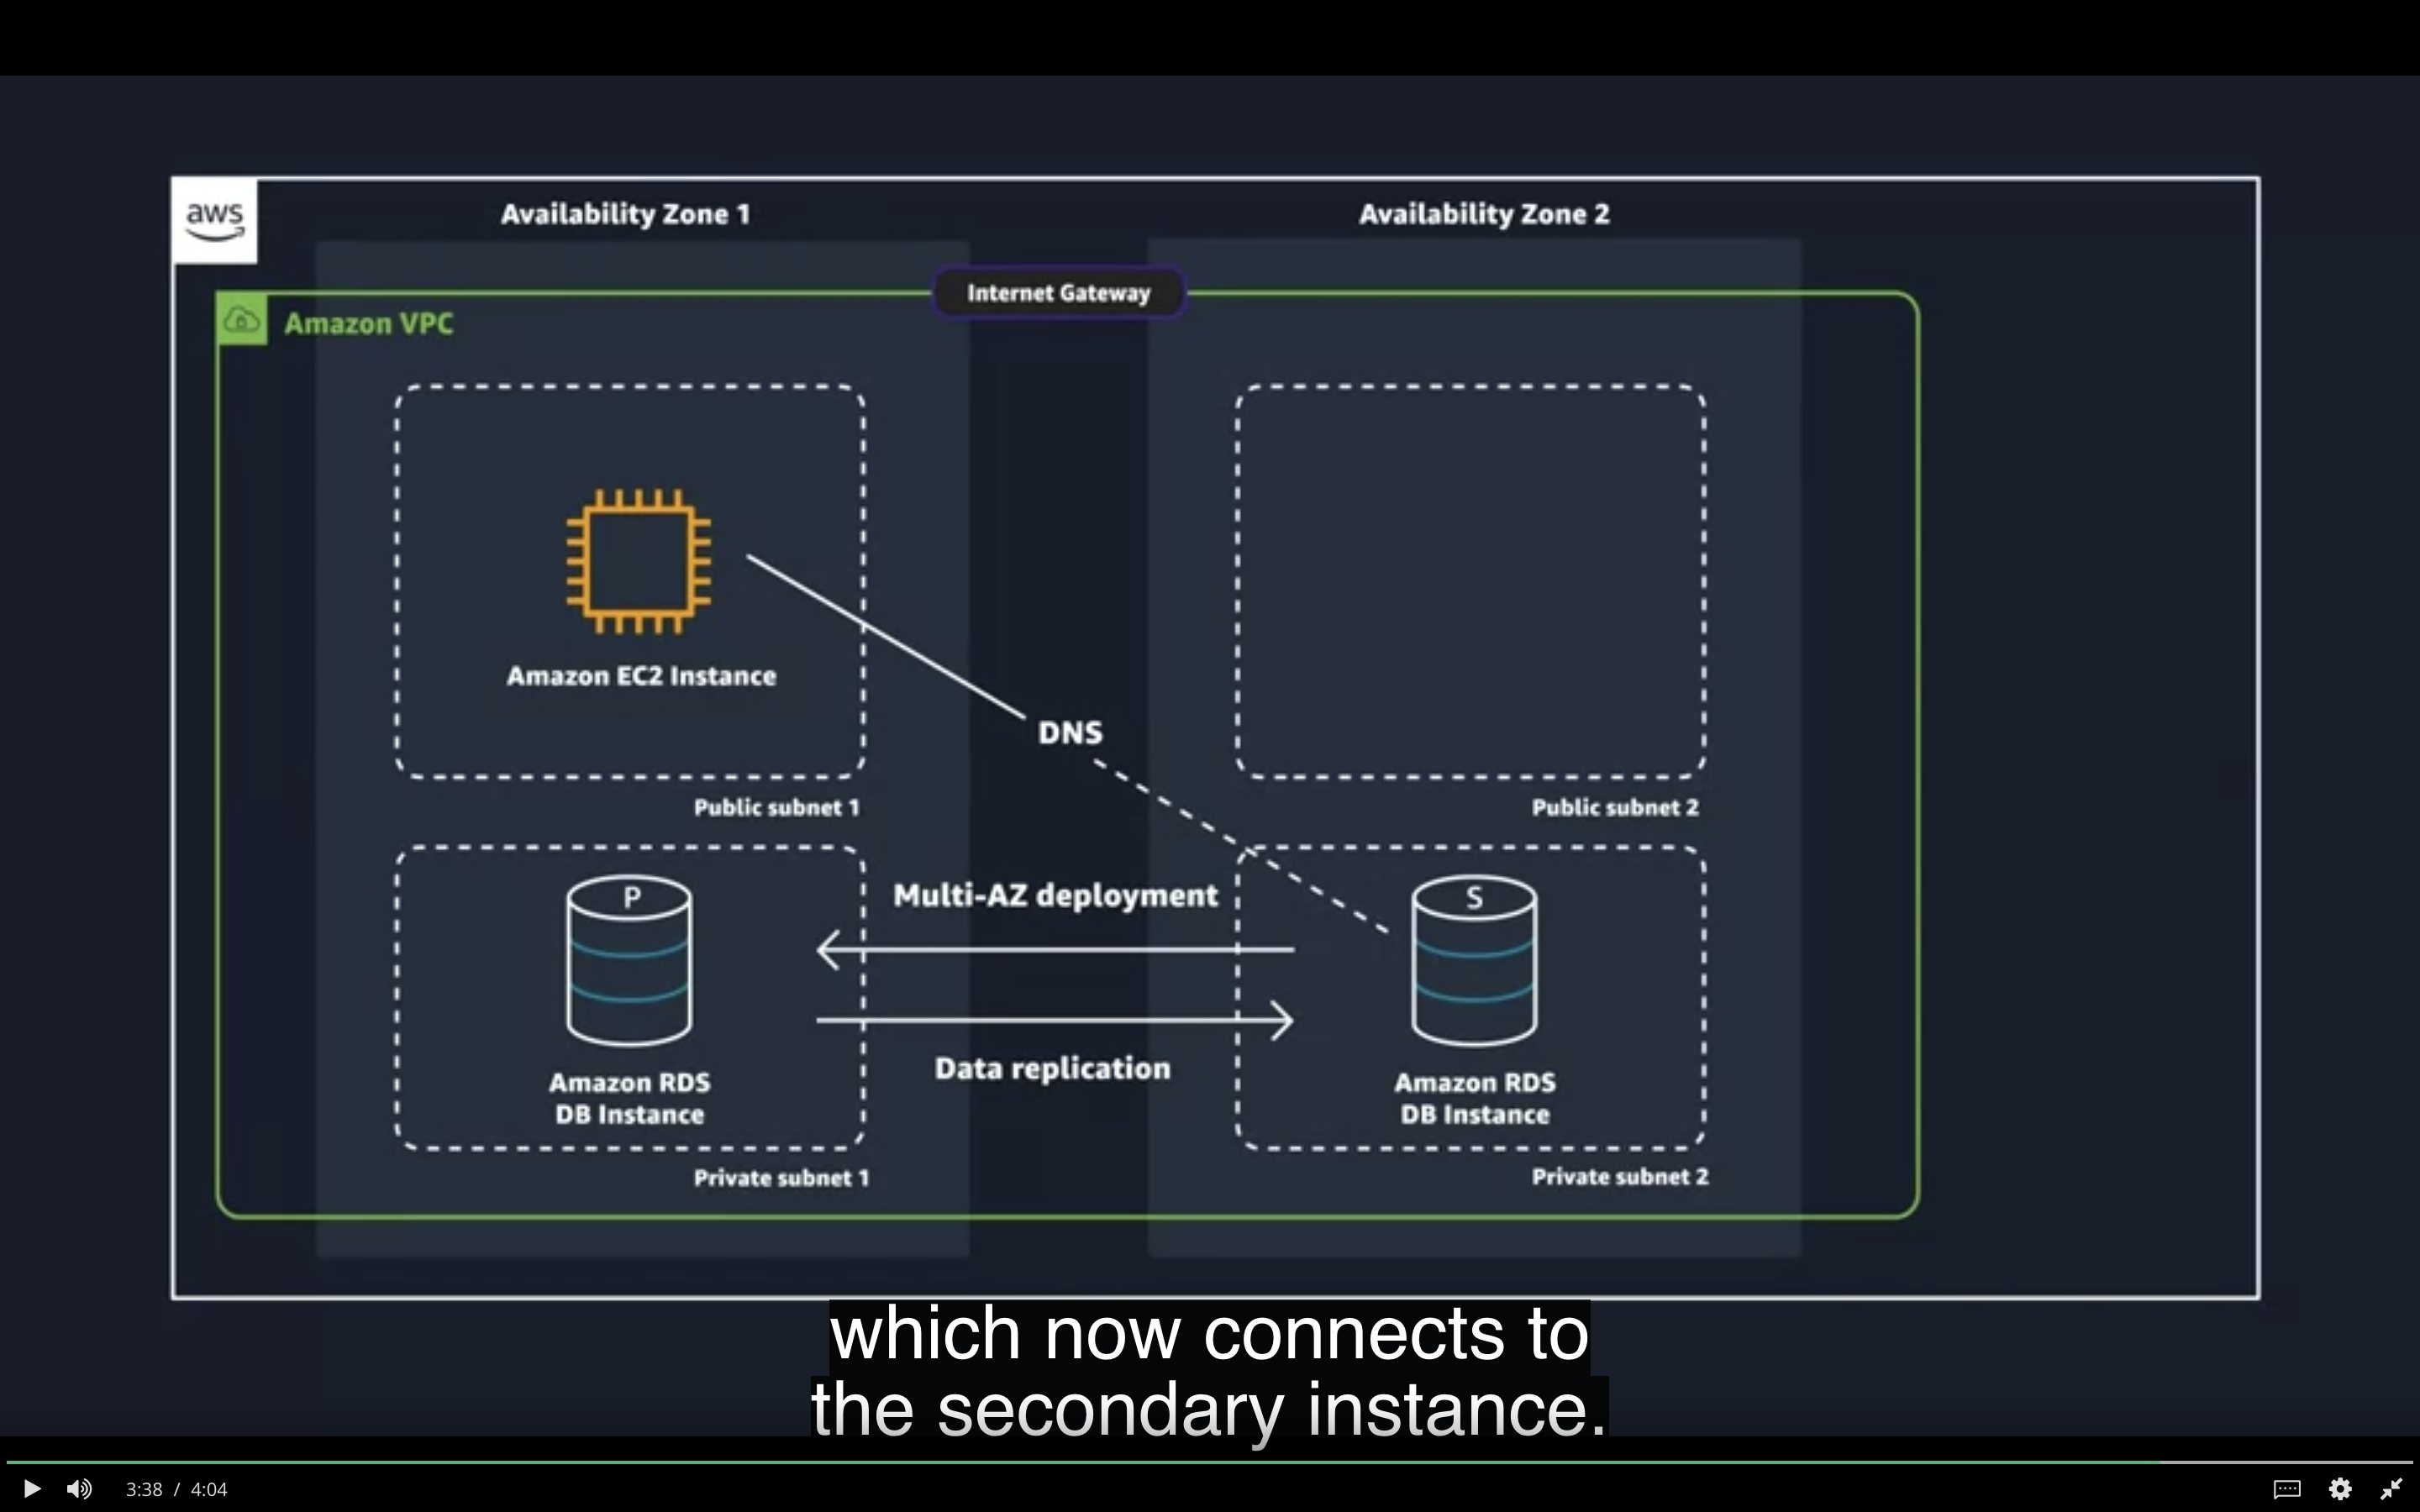 aws
Availability Zone 1
Availability Zone 2
Internet Gateway
Amazon VPC
Amazon EC2 Instance
DNS
Public subnet 1
Public subnet 2
P
S
Multi-AZ deployment
Data replication
Amazon RDS
DB Instance
Amazon RDS
DB Instance
Private subnet 1
Private subnet 2
which now connects to
the secondary instance.
3:38 / 4:04